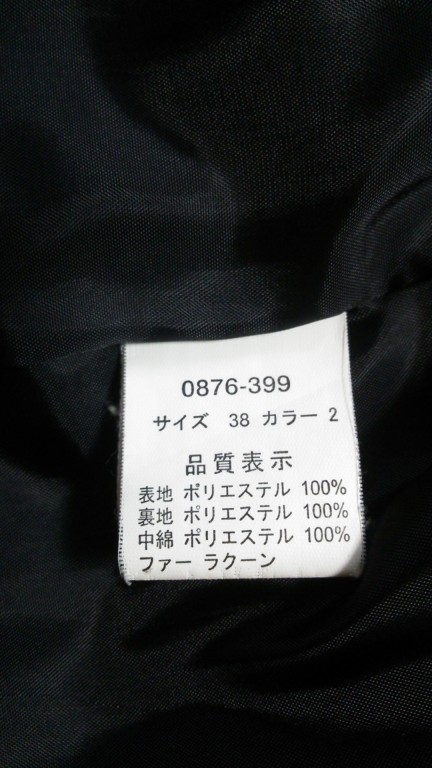 0876-399
サイズ 38 カラー 2
品質表示
表地 ポリエステル 100%
裏地 ポリエステル 100%
中綿 ポリエステル 100%
ファー ラクーン